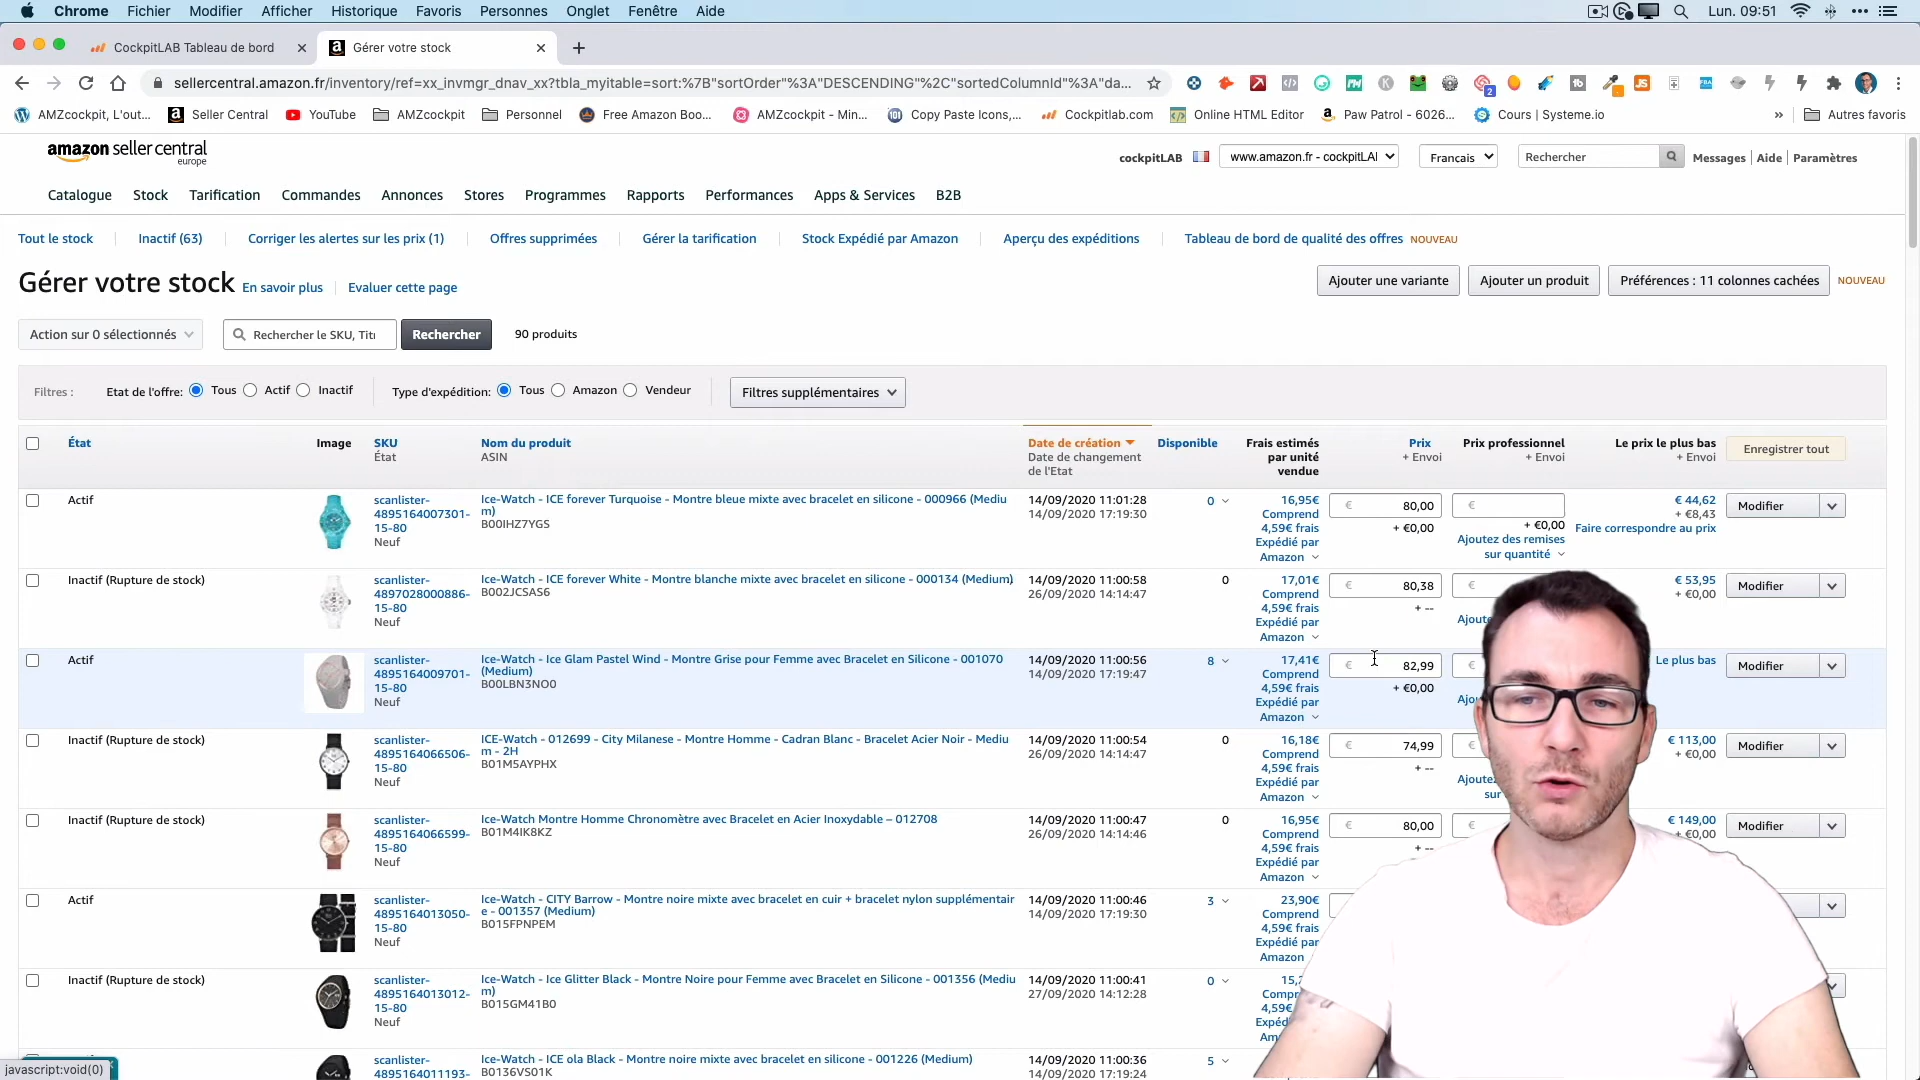 Chrome Fichier Modifier Afficher Historique Favoris Personnes Onglet Fenêtre Aide Lun. 09:51
CockpitLAB Tableau de bord Gérer votre stock
sellercentral.amazon.fr/inventory/ref=xx_invmgr_dnav_xx?tbla_myitable=sort:%7B"sortOrder"%3A"DESCENDING"%2C"sortedColumnId"%3A"da...
AMZcockpit, L'out... Seller Central YouTube AMZcockpit Personnel Free Amazon Boo... AMZcockpit - Min... Copy Paste Icons,... Cockpitlab.com Online HTML Editor Paw Patrol - 6026... Cours | Systeme.io » Autres favoris
amazon seller central
europe
cockpitLAB www.amazon.fr - cockpitLAI Français Rechercher Messages Aide Paramètres
Catalogue Stock Tarification Commandes Annonces Stores Programmes Rapports Performances Apps & Services B2B
Tout le stock Inactif (63) Corriger les alertes sur les prix (1) Offres supprimées Gérer la tarification Stock Expédié par Amazon Aperçu des expéditions Tableau de bord de qualité des offres NOUVEAU
Gérer votre stock En savoir plus Evaluer cette page Ajouter une variante Ajouter un produit Préférences : 11 colonnes cachées NOUVEAU
Action sur 0 sélectionnés Rechercher le SKU, Titr Rechercher 90 produits
Filtres : Etat de l'offre: Tous Actif Inactif Type d'expédition: Tous Amazon Vendeur Filtres supplémentaires
État Image SKU Nom du produit Date de création Disponible Frais estimés Prix Prix professionnel Le prix le plus bas Enregistrer tout
État ASIN Date de changement par unité + Envoi + Envoi + Envoi
de l'Etat vendue
Actif scanlister- Ice-Watch - ICE forever Turquoise - Montre bleue mixte avec bracelet en silicone - 000966 (Mediu 14/09/2020 11:01:28 0 16,95€ € 80,00 € € 44,62 Modifier
4895164007301- m) 14/09/2020 17:19:30 Comprend + €8,43
15-80 B00IHZ7YGS 4,59€ frais + €0,00 + €0,00 Faire correspondre au prix
Neuf Expédié par Ajoutez des remises
Amazon sur quantité
Inactif (Rupture de stock) scanlister- Ice-Watch - ICE forever White - Montre blanche mixte avec bracelet en silicone - 000134 (Medium) 14/09/2020 11:00:58 0 17,01€ € 80,38 € € 53,95 Modifier
4897028000886- B002JCSAS6 26/09/2020 14:14:47 Comprend + €0,00
15-80 4,59€ frais + --
Neuf Expédié par
Amazon
Actif scanlister- Ice-Watch - Ice Glam Pastel Wind - Montre Grise pour Femme avec Bracelet en Silicone - 001070 14/09/2020 11:00:56 8 17,41€ € 82,99 € Le plus bas Modifier
4895164009701- (Medium) 14/09/2020 17:19:47 Comprend
15-80 B00LBN3NO0 4,59€ frais + €0,00
Neuf Expédié par
Amazon
Inactif (Rupture de stock) scanlister- ICE-Watch - 012699 - City Milanese - Montre Homme - Cadran Blanc - Bracelet Acier Noir - Mediu 14/09/2020 11:00:54 0 16,18€ € 74,99 € € 113,00 Modifier
4895164066506- m - 2H 26/09/2020 14:14:47 Comprend + €0,00
15-80 B01M5AYPHX 4,59€ frais + --
Neuf Expédié par
Amazon sur
Inactif (Rupture de stock) scanlister- Ice-Watch Montre Homme Chronomètre avec Bracelet en Acier Inoxydable – 012708 14/09/2020 11:00:47 0 16,95€ € 80,00 € € 149,00 Modifier
4895164066599- B01M4IK8KZ 26/09/2020 14:14:46 Comprend + €0,00
15-80 4,59€ frais + --
Neuf Expédié par
Amazon
Actif scanlister- Ice-Watch - CITY Barrow - Montre noire mixte avec bracelet en cuir + bracelet nylon supplémentair 14/09/2020 11:00:46 3 23,90€
4895164013050- e - 001357 (Medium) 14/09/2020 17:19:30 Comprend
15-80 B015FPNPEM 4,59€ frais
Neuf Expédié par
Amazon
Inactif (Rupture de stock) scanlister- Ice-Watch - Ice Glitter Black - Montre Noire pour Femme avec Bracelet en Silicone - 001356 (Mediu 14/09/2020 11:00:41 0
4895164013012- m) 27/09/2020 14:12:28
15-80 B015GM41B0 4,59€
Neuf
scanlister- Ice-Watch - ICE ola Black - Montre noire mixte avec bracelet en silicone - 001226 (Medium) 14/09/2020 11:00:36 5
javascript:void(0) 4895164011193- B0136VS01K 14/09/2020 17:19:24